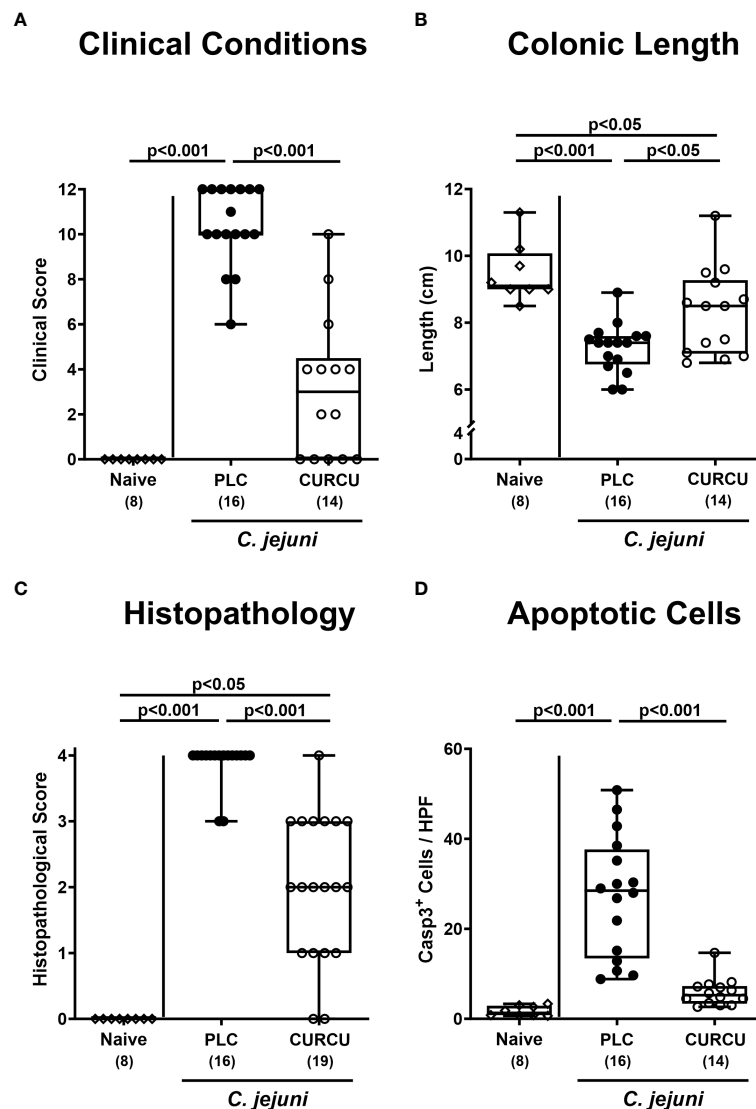 A
Clinical Conditions
p<0.001 p<0.001
Clinical Score
12
10
8
6
4
2
0
Naive PLC CURCU
(8) (16) (14)
C. jejuni
B
Colonic Length
p<0.05
p<0.001 p<0.05
Length (cm)
12
10
8
6
4
0
Naive PLC CURCU
(8) (16) (14)
C. jejuni
C
Histopathology
p<0.05
p<0.001 p<0.001
Histopathological Score
4
3
2
1
0
Naive PLC CURCU
(8) (16) (19)
C. jejuni
D
Apoptotic Cells
p<0.001 p<0.001
Casp3+ Cells / HPF
60
40
20
0
Naive PLC CURCU
(8) (16) (14)
C. jejuni